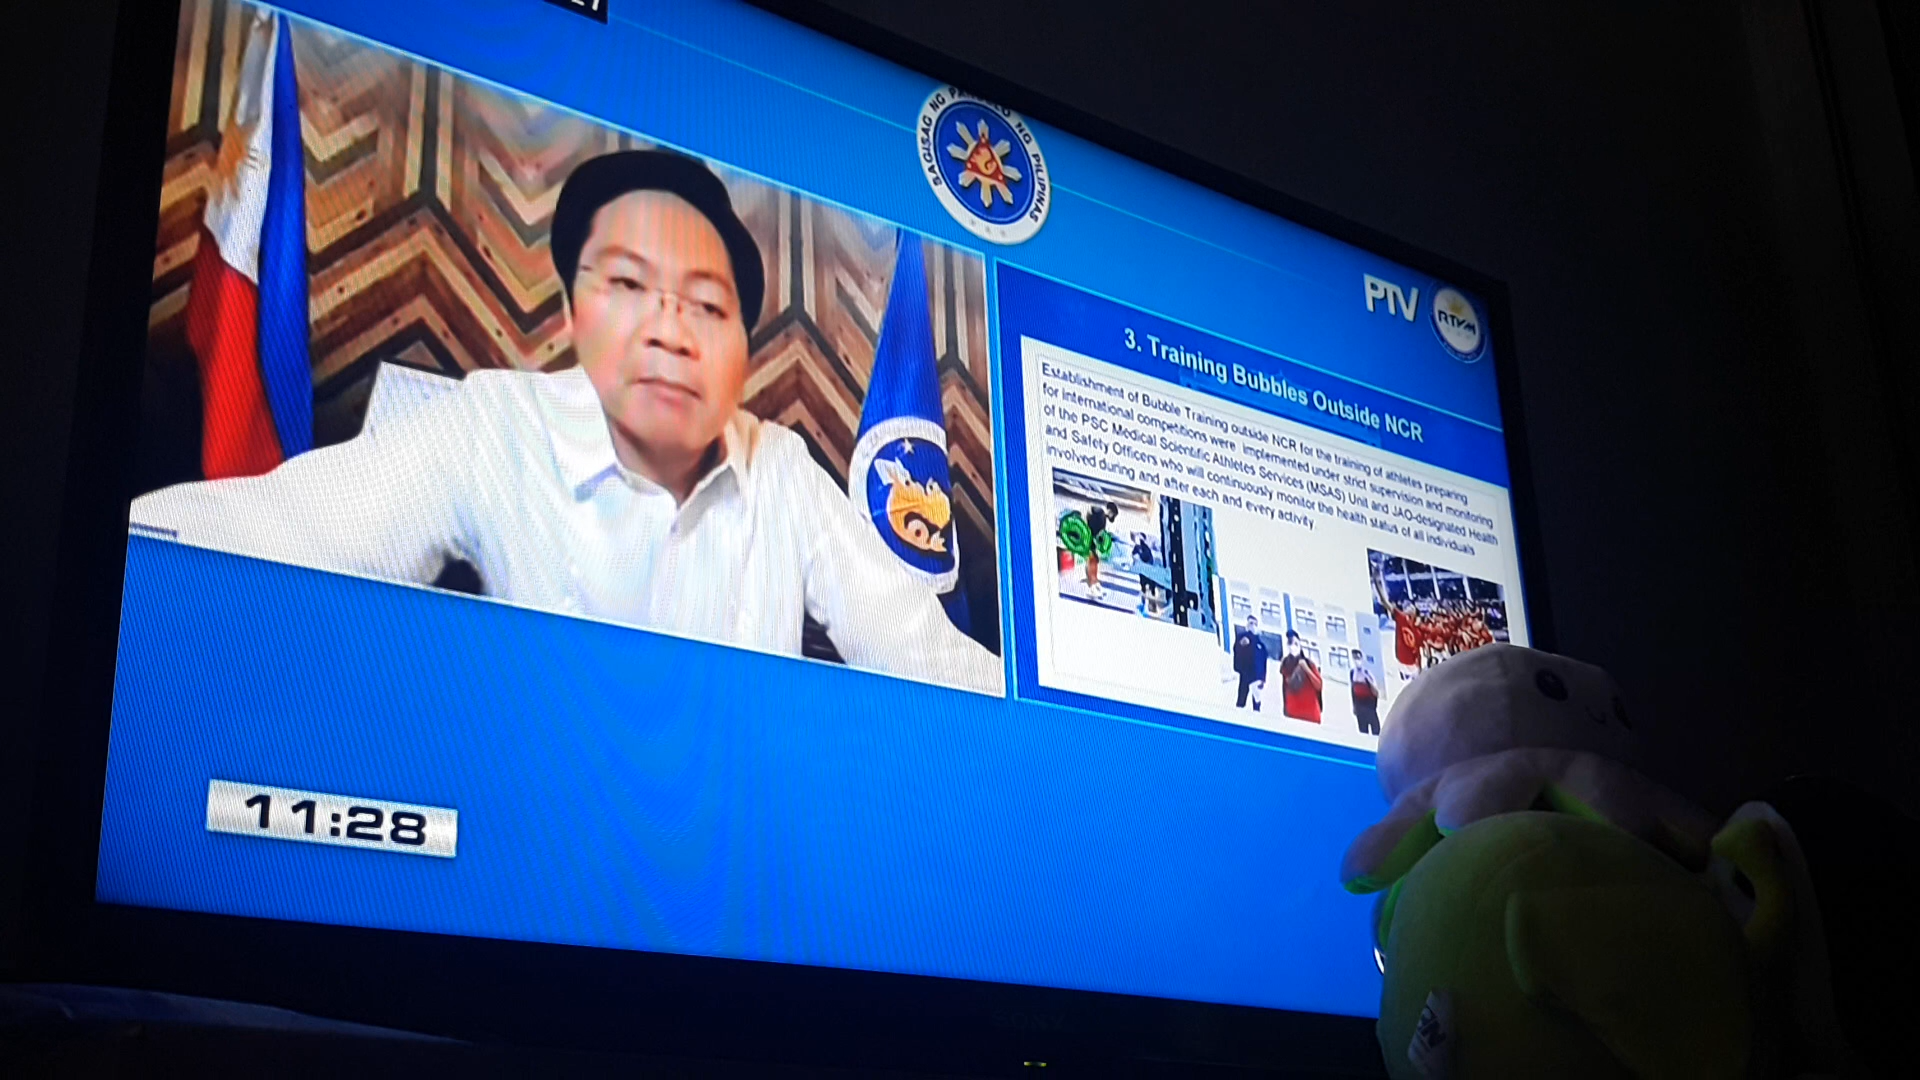 SAGISAG NG PANGULO NG PILIPINAS
PTV
RTVM
3. Training Bubbles Outside NCR
Establishment of Bubble Training outside NCR for the training of athletes preparing
for international competitions were implemented under strict supervision and monitoring
of the PSC Medical Scientific Athletes Services (MSAS) Unit and JAO-designated Health
and Safety Officers who will continuously monitor the health status of all individuals
involved during and after each and every activity
11:28